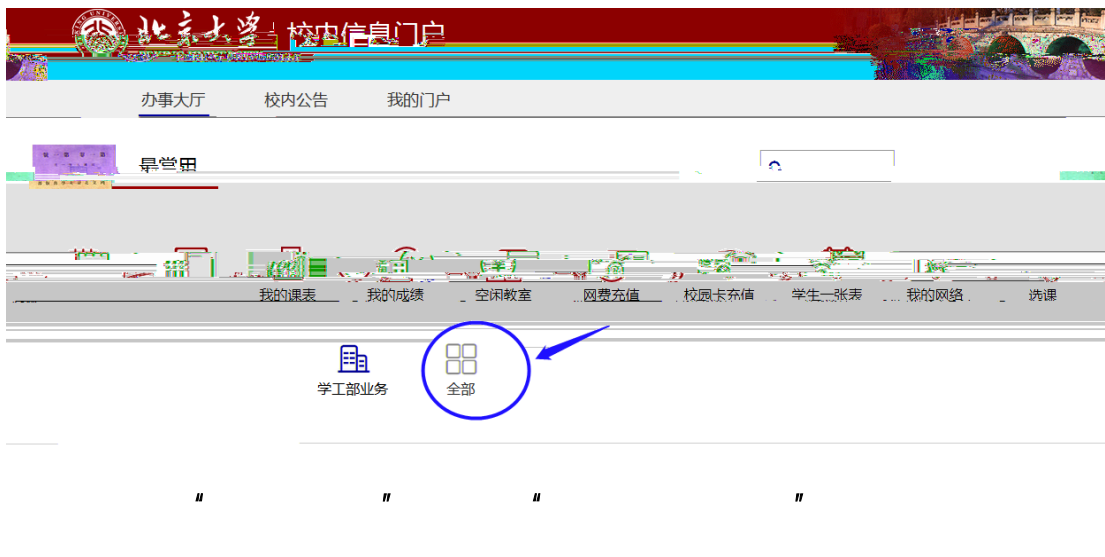 北京大学 校内信息门户
办事大厅 校内公告 我的门户
最常用
我的课表 我的成绩 空闲教室 网费充值 校园卡充值 学生一张表 我的网络 选课
学工部业务 全部
“ ” “ ”